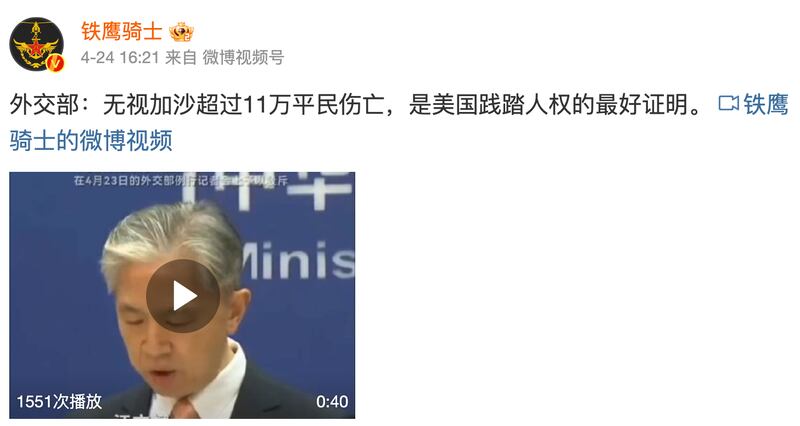 铁鹰骑士
4-24 16:21 来自 微博视频号
外交部：无视加沙超过11万平民伤亡，是美国践踏人权的最好证明。 铁鹰
骑士的微博视频
在4月23日的外交部例行记者会上
中华
Minis
1551次播放
0:40